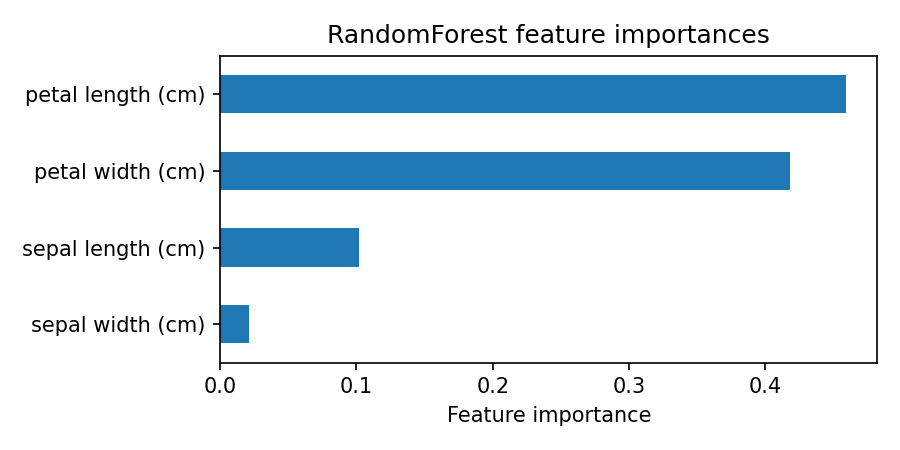 RandomForest feature importances
petal length (cm)
petal width (cm)
sepal length (cm)
sepal width (cm)
0.0 0.1 0.2 0.3 0.4
Feature importance